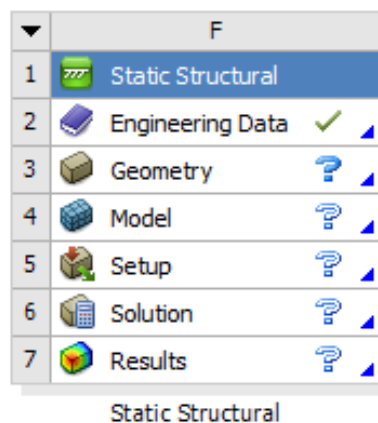 F
1 Static Structural
2 Engineering Data
3 Geometry
4 Model
5 Setup
6 Solution
7 Results
Static Structural